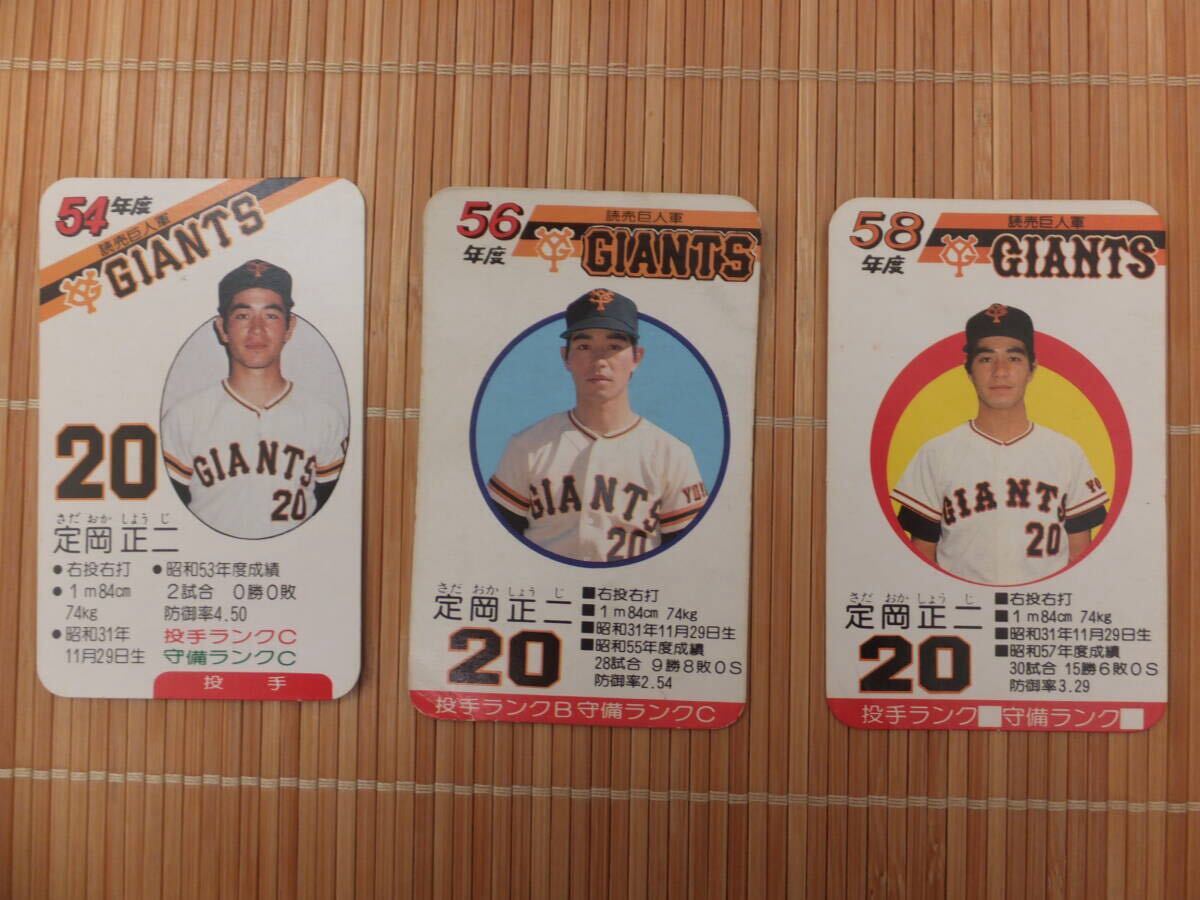 54年度
読売巨人軍
GIANTS
GIANTS
20
20
さだ おか しょう じ
定岡正二
●右投右打
●1m84cm
74kg
●昭和31年
11月29日生
●昭和53年度成績
2試合 0勝0敗
防御率4.50
投手ランクC
守備ランクC
投手
56
年度
読売巨人軍
GIANTS
GIANTS
20
さだ おか しょう じ
定岡正二
20
■右投右打
■1m84cm 74kg
■昭和31年11月29日生
■昭和55年度成績
28試合 9勝8敗0S
防御率2.54
投手ランクB 守備ランクC
58
年度
読売巨人軍
GIANTS
GIANTS
20
さだ おか しょう じ
定岡正二
20
■右投右打
■1m84cm 74kg
■昭和31年11月29日生
■昭和57年度成績
30試合 15勝6敗0S
防御率3.29
投手ランク 守備ランク